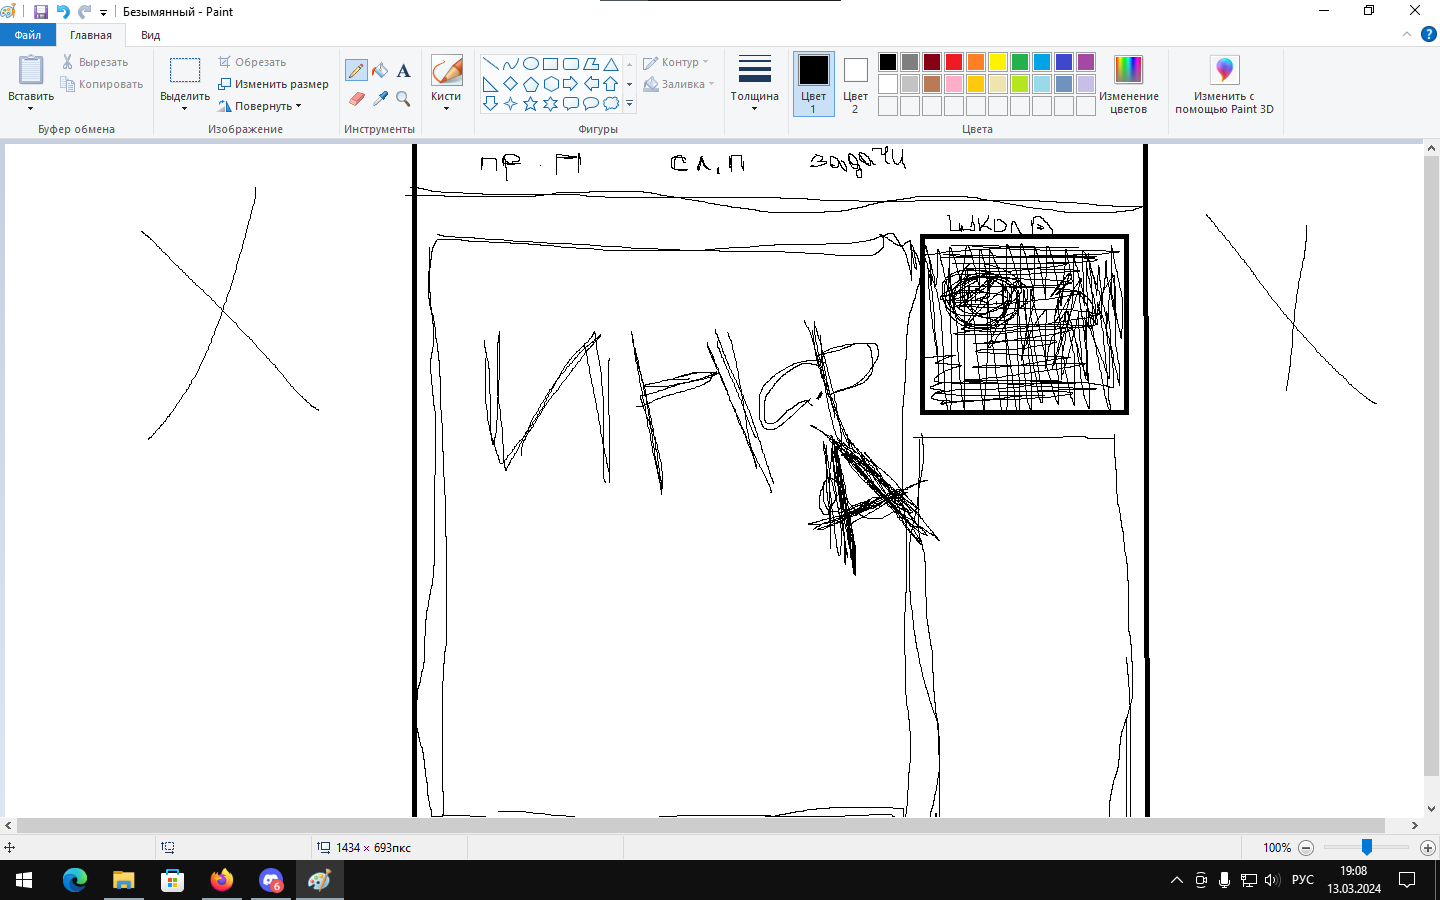 Безымянный - Paint
Файл Главная Вид
Вставить
Вырезать
Копировать
Буфер обмена
Выделить
Обрезать
Изменить размер
Повернуть
Изображение
A
Инструменты
Кисти
Фигуры
Контур
Заливка
Толщина
Цвет 1
Цвет 2
Изменение цветов
Цвета
Изменить с помощью Paint 3D
пр. П сл, п задачи
школа
ИНФА
1434 × 693пкс
100%
6
РУС
19:08
13.03.2024